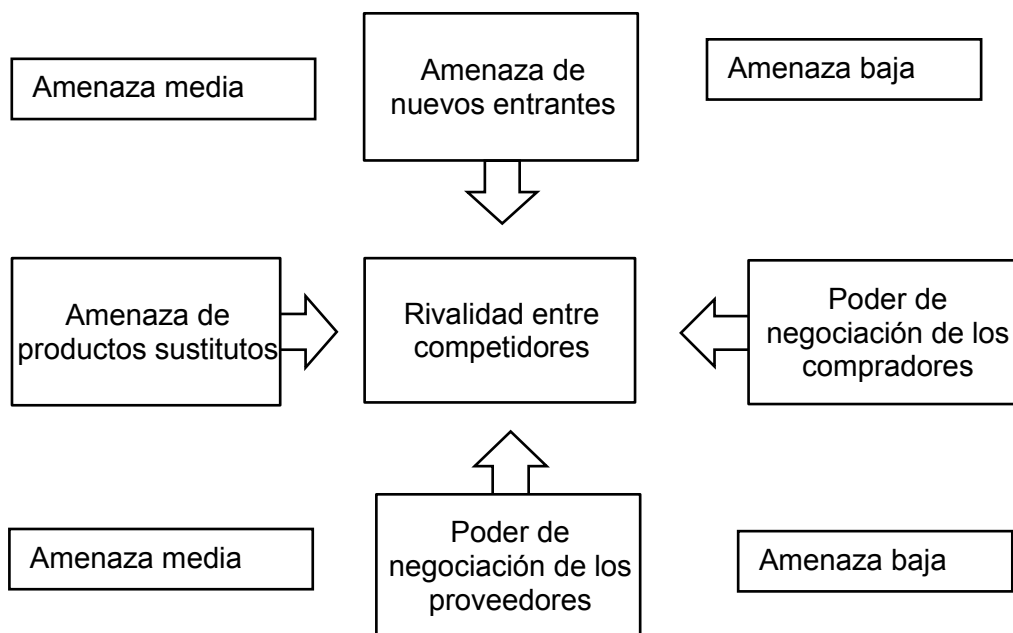 Amenaza media
Amenaza de
nuevos entrantes
Amenaza baja
Amenaza de
productos sustitutos
Rivalidad entre
competidores
Poder de
negociación de los
compradores
Amenaza media
Poder de
negociación de los
proveedores
Amenaza baja